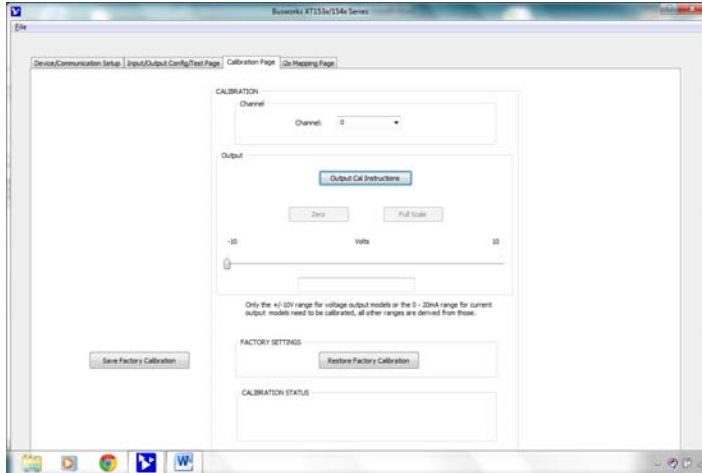 Busworks XT153x/154x Series
File
Device/Communication Setup
Input/Output Config/Test Page
Calibration Page
i2o Mapping Page
CALIBRATION
Channel
Channel:
0
Output
Output Cal Instructions
Zero
Full Scale
-10
Volts
10
Only the +/-10V range for voltage output models or the 0 - 20mA range for current
output models need to be calibrated, all other ranges are derived from those.
FACTORY SETTINGS
Save Factory Calibration
Restore Factory Calibration
CALIBRATION STATUS
W